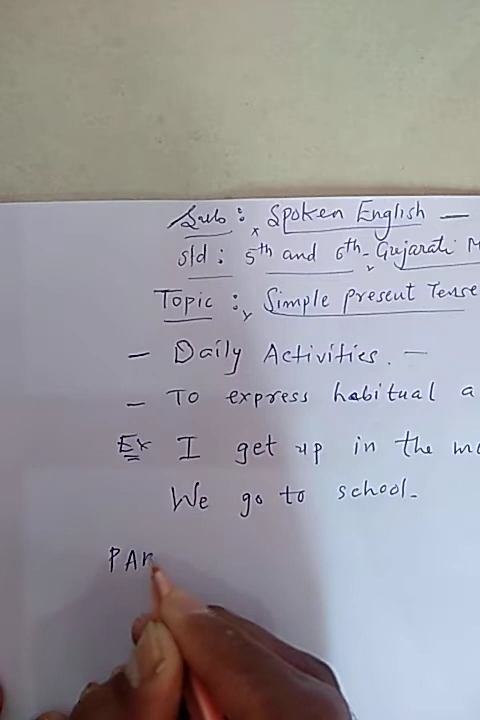 Sub : Spoken English —
Std : 5th and 6th - Gujarati M
Topic : Simple Present Tense
- Daily Activities. —
- To express habitual a
Ex I get up in the mo
We go to school.
PAR